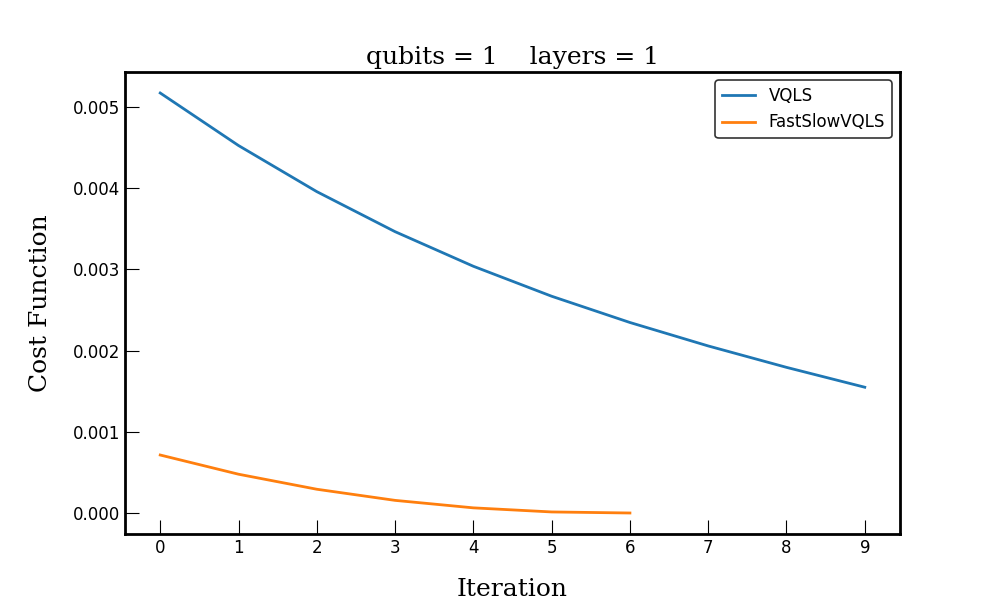 qubits = 1    layers = 1
VQLS
FastSlowVQLS
Cost Function
0.005
0.004
0.003
0.002
0.001
0.000
0 1 2 3 4 5 6 7 8 9
Iteration